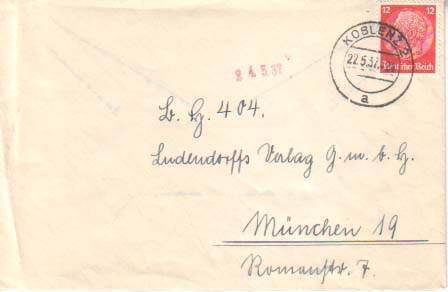 12 12
Deutsches Reich
KOBLENZ 2
22.5.37
a
24.5.37
B. H. 404.
Ludendorffs Verlag G.m.b.H.
München 19
Romanstr. 7.